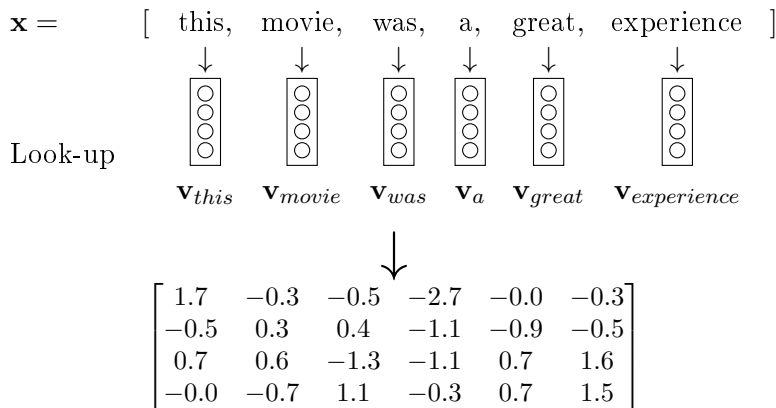 x = [ this, movie, was, a, great, experience ]
Look-up
v_this v_movie v_was v_a v_great v_experience
1.7 −0.3 −0.5 −2.7 −0.0 −0.3
−0.5 0.3 0.4 −1.1 −0.9 −0.5
0.7 0.6 −1.3 −1.1 0.7 1.6
−0.0 −0.7 1.1 −0.3 0.7 1.5